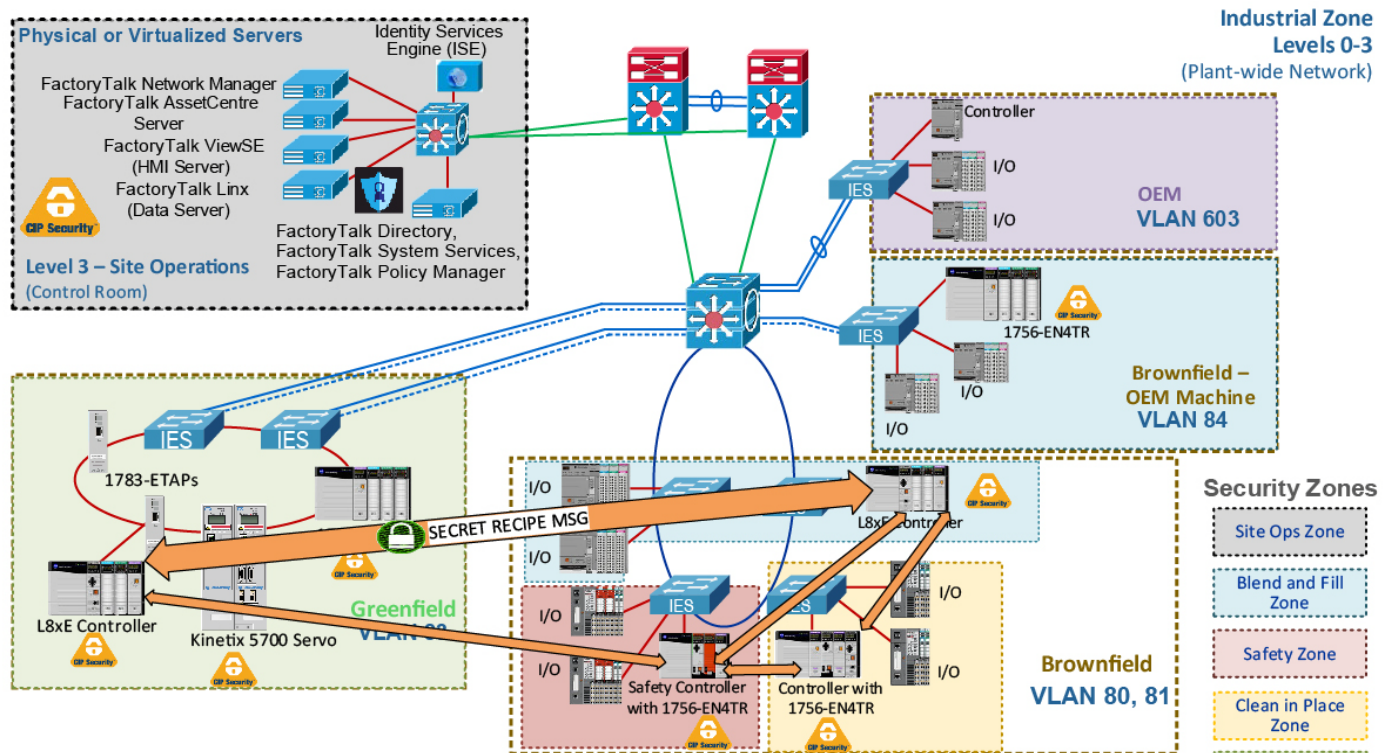 Physical or Virtualized Servers
Identity Services
Engine (ISE)
FactoryTalk Network Manager
FactoryTalk AssetCentre
Server
FactoryTalk ViewSE
(HMI Server)
FactoryTalk Linx
(Data Server)
CIP Security
FactoryTalk Directory,
FactoryTalk System Services,
FactoryTalk Policy Manager
Level 3 – Site Operations
(Control Room)
Industrial Zone
Levels 0-3
(Plant-wide Network)
Controller
IES
I/O
I/O
OEM
VLAN 603
IES
CIP Security
1756-EN4TR
I/O
I/O
Brownfield –
OEM Machine
VLAN 84
IES
IES
1783-ETAPs
I/O
I/O
SECRET RECIPE MSG
L8xE Controller
CIP Security
CIP Security
L8xE Controller
CIP Security
Kinetix 5700 Servo
CIP Security
Greenfield
VLAN
I/O
I/O
IES
IES
Safety Controller
with 1756-EN4TR
CIP Security
Controller with
1756-EN4TR
CIP Security
I/O
I/O
Brownfield
VLAN 80, 81
Security Zones
Site Ops Zone
Blend and Fill
Zone
Safety Zone
Clean in Place
Zone